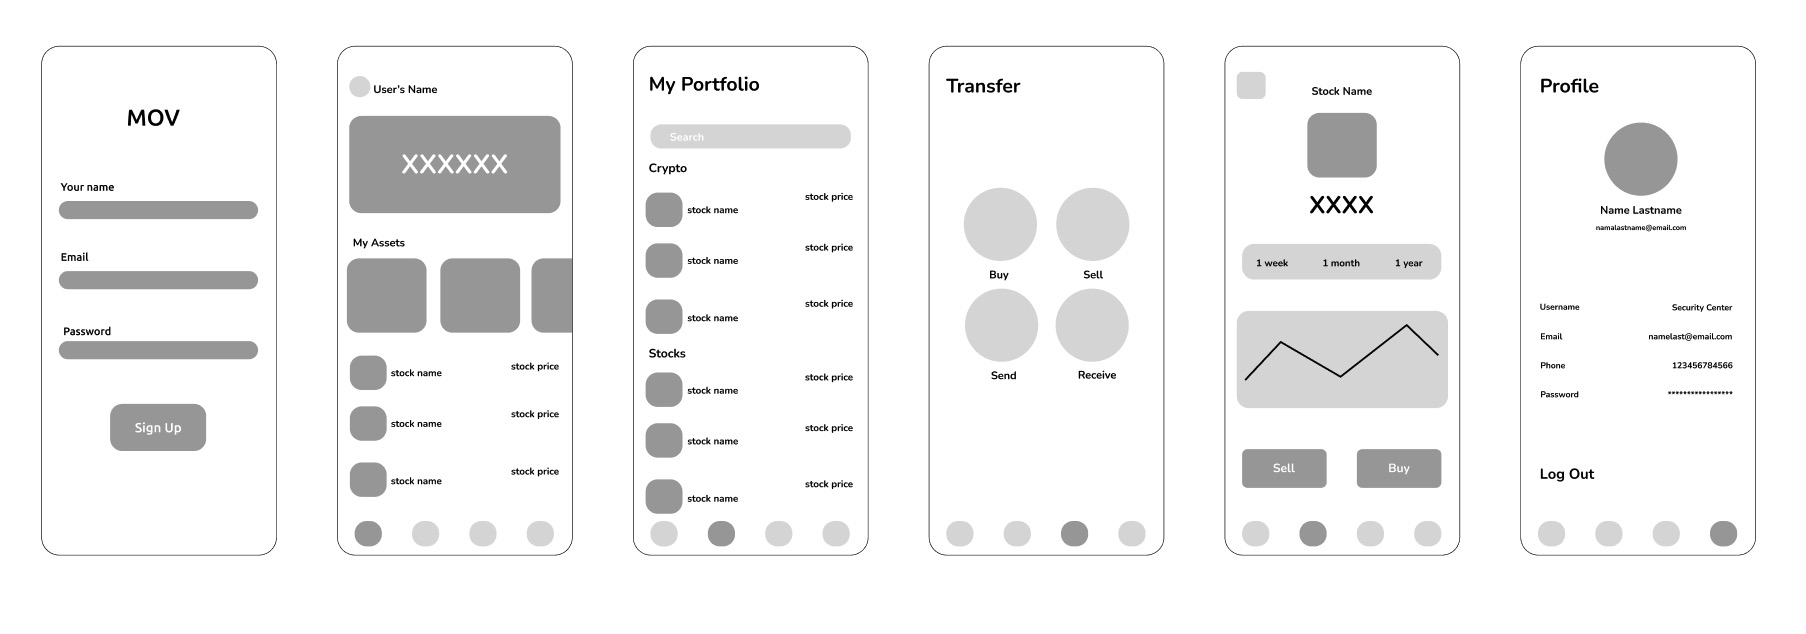 MOV
Your name
Email
Password
Sign Up
User's Name
XXXXXX
My Assets
stock name
stock price
stock name
stock price
stock name
stock price
My Portfolio
Search
Crypto
stock name
stock price
stock name
stock price
stock name
stock price
Stocks
stock name
stock price
stock name
stock price
stock name
stock price
Transfer
Buy
Sell
Send
Receive
Stock Name
XXXX
1 week 1 month 1 year
Sell
Buy
Profile
Name Lastname
namalastname@email.com
Username Security Center
Email namelast@email.com
Phone 123456784566
Password *****************
Log Out